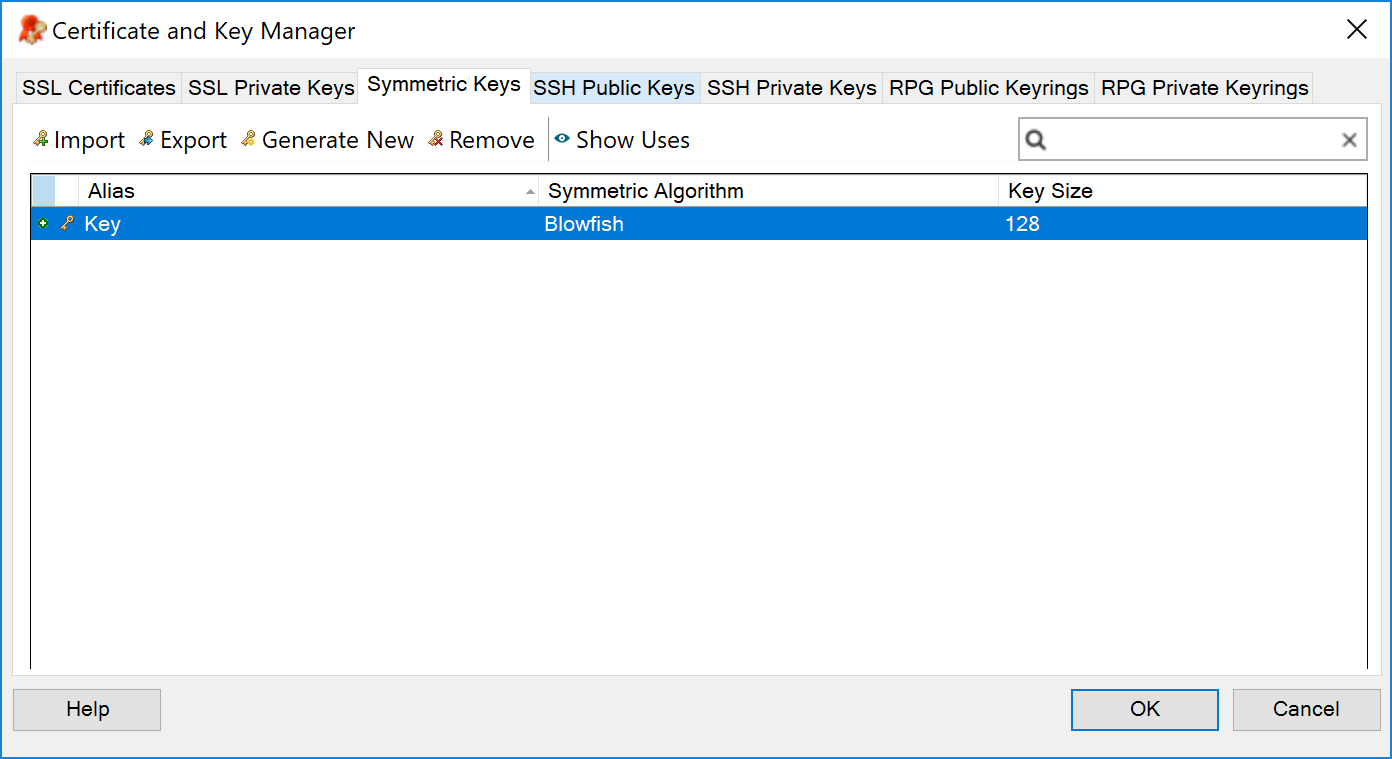 Certificate and Key Manager
SSL Certificates SSL Private Keys Symmetric Keys SSH Public Keys SSH Private Keys RPG Public Keyrings RPG Private Keyrings
Import Export Generate New Remove Show Uses
Alias Symmetric Algorithm Key Size
Key Blowfish 128
Help OK Cancel